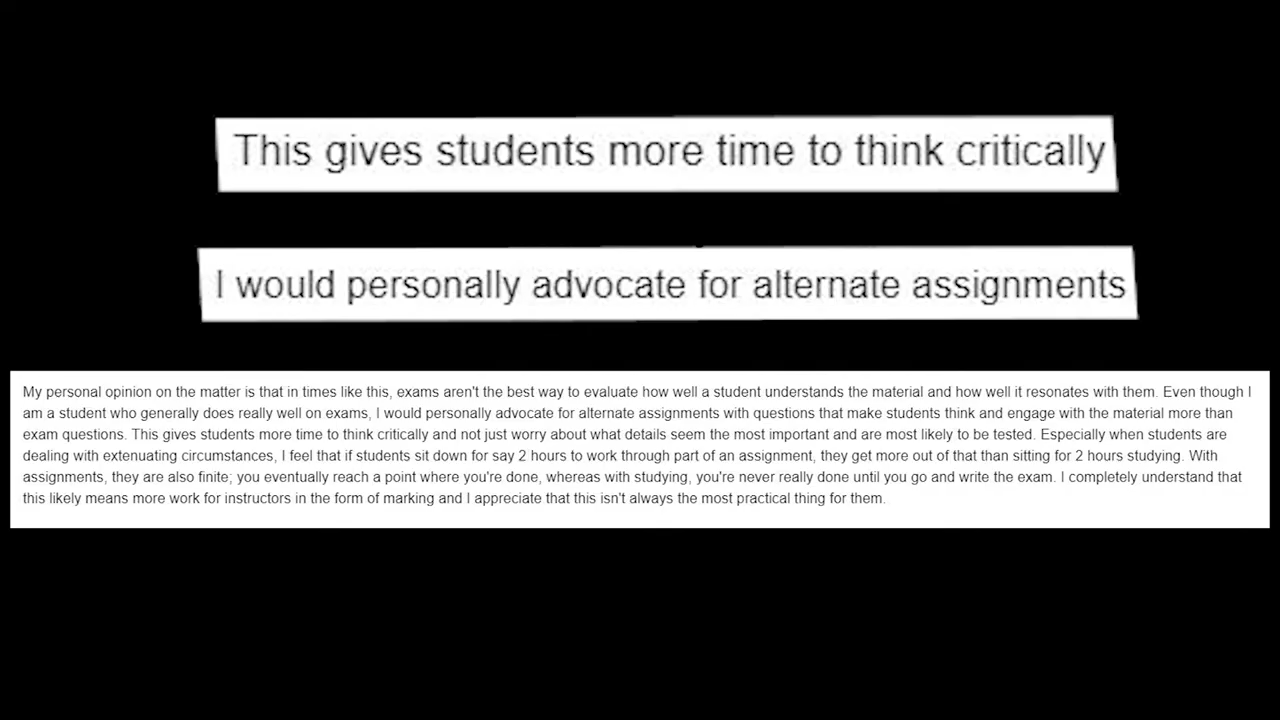 This gives students more time to think critically
I would personally advocate for alternate assignments
My personal opinion on the matter is that in times like this, exams aren't the best way to evaluate how well a student understands the material and how well it resonates with them. Even though I
am a student who generally does really well on exams, I would personally advocate for alternate assignments with questions that make students think and engage with the material more than
exam questions. This gives students more time to think critically and not just worry about what details seem the most important and are most likely to be tested. Especially when students are
dealing with extenuating circumstances, I feel that if students sit down for say 2 hours to work through part of an assignment, they get more out of that than sitting for 2 hours studying. With
assignments, they are also finite; you eventually reach a point where you're done, whereas with studying, you're never really done until you go and write the exam. I completely understand that
this likely means more work for instructors in the form of marking and I appreciate that this isn't always the most practical thing for them.